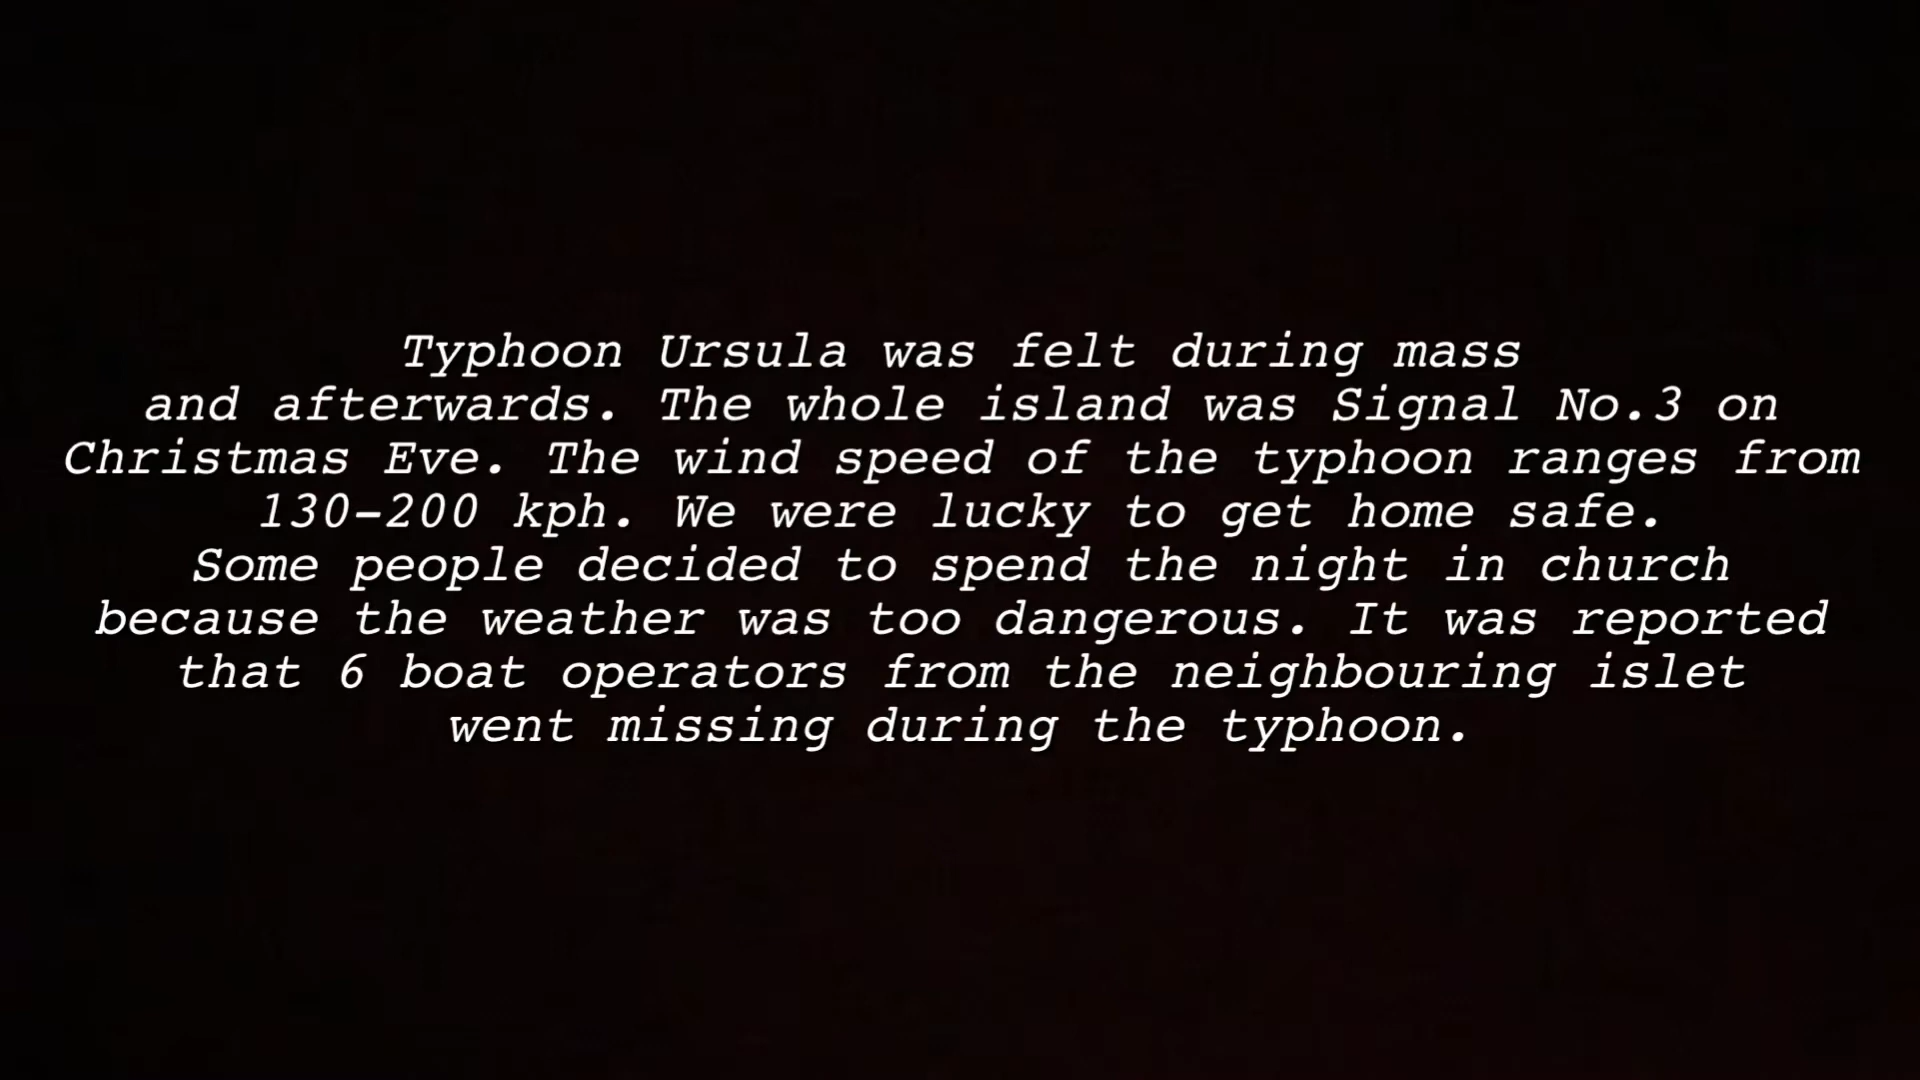 Typhoon Ursula was felt during mass
and afterwards. The whole island was Signal No.3 on
Christmas Eve. The wind speed of the typhoon ranges from
130-200 kph. We were lucky to get home safe.
Some people decided to spend the night in church
because the weather was too dangerous. It was reported
that 6 boat operators from the neighbouring islet
went missing during the typhoon.